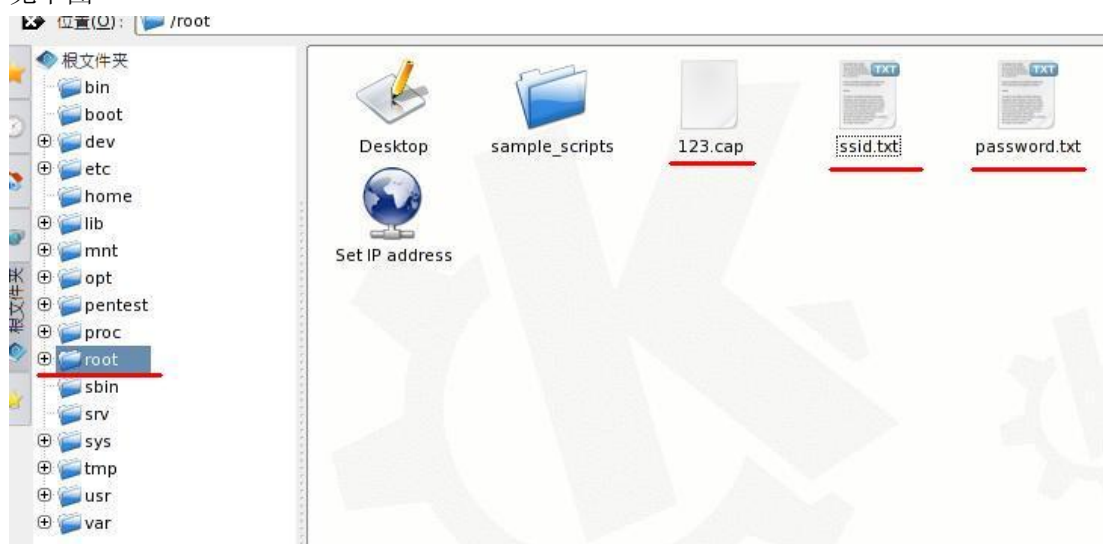 位置(O): /root
根文件夹
bin
boot
dev
etc
home
lib
mnt
opt
pentest
proc
root
sbin
srv
sys
tmp
usr
var
根文件夹
Desktop
sample_scripts
123.cap
TXT
ssid.txt
TXT
password.txt
Set IP address